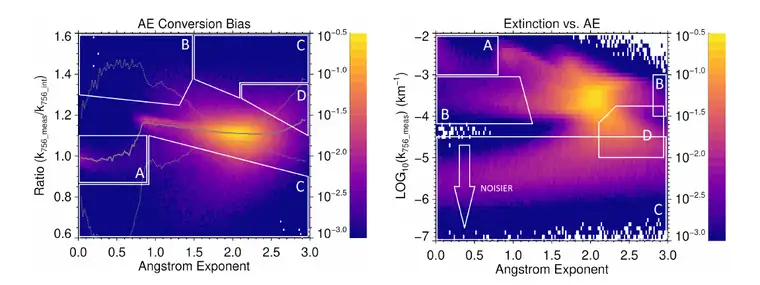 AE Conversion Bias
Ratio (k756_meas/k756_int)
1.6
1.4
1.2
1.0
0.8
0.6
0.0 0.5 1.0 1.5 2.0 2.5 3.0
Angstrom Exponent
A
B
C
D
C
10−0.5
10−1.0
10−1.5
10−2.0
10−2.5
10−3.0
Extinction vs. AE
LOG10(k756_meas) (km−1)
−2
−3
−4
−5
−6
−7
0.0 0.5 1.0 1.5 2.0 2.5 3.0
Angstrom Exponent
A
B
B
D
NOISIER
C
10−0.5
10−1.0
10−1.5
10−2.0
10−2.5
10−3.0